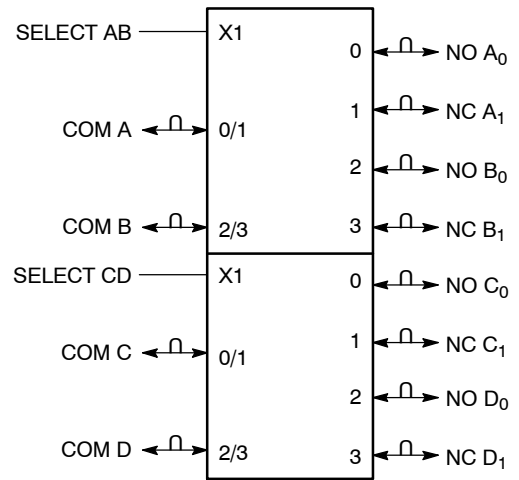 SELECT AB X1
0 NO A0
1 NC A1
COM A 0/1
2 NO B0
COM B 2/3 3 NC B1
SELECT CD X1 0 NO C0
COM C 0/1 1 NC C1
2 NO D0
COM D 2/3 3 NC D1